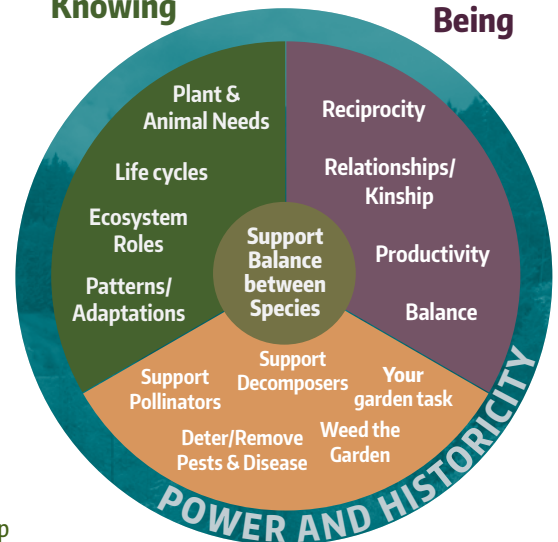 Knowing
Being
Plant &
Animal Needs
Life cycles
Ecosystem
Roles
Patterns/
Adaptations
Reciprocity
Relationships/
Kinship
Productivity
Balance
Support
Balance
between
Species
Support
Pollinators
Support
Decomposers
Your
garden task
Deter/Remove
Pests & Disease
Weed the
Garden
POWER AND HISTORICITY